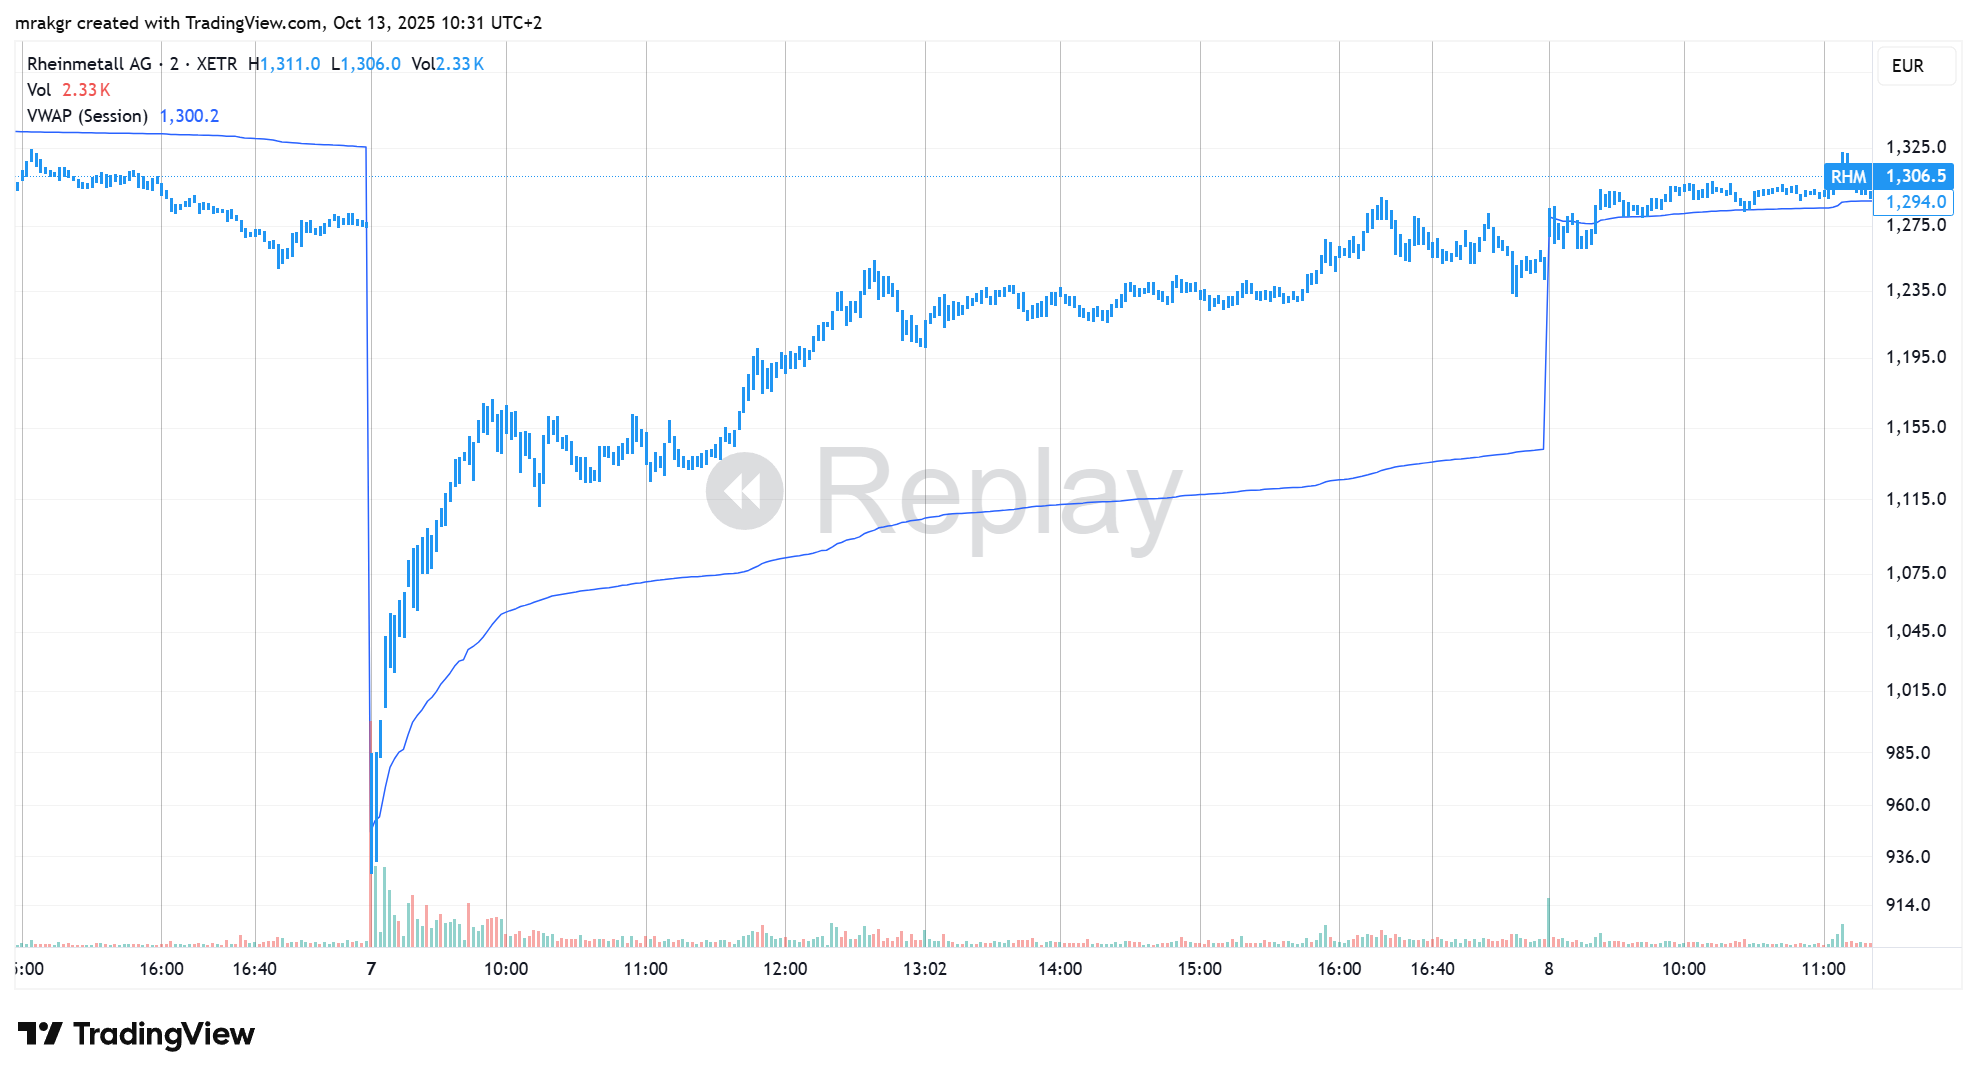 mrakgr created with TradingView.com, Oct 13, 2025 10:31 UTC+2
Rheinmetall AG · 2 · XETR H1,311.0 L1,306.0 Vol2.33 K
Vol 2.33 K
VWAP (Session) 1,300.2
EUR
1,325.0
RHM 1,306.5
1,294.0
1,275.0
1,235.0
1,195.0
1,155.0
1,115.0
1,075.0
1,045.0
1,015.0
985.0
960.0
936.0
914.0
Replay
5:00 16:00 16:40 7 10:00 11:00 12:00 13:02 14:00 15:00 16:00 16:40 8 10:00 11:00
TradingView